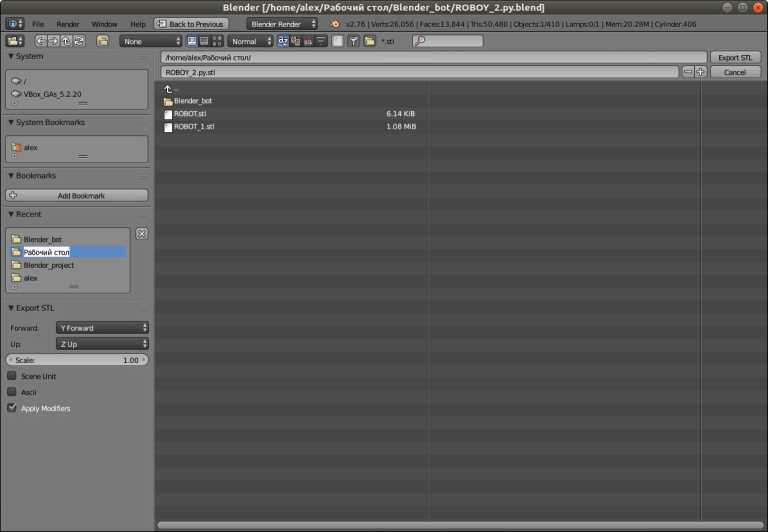 Blender [/home/alex/Рабочий стол/Blender_bot/ROBOY_2.py.blend]
File Render Window Help Back to Previous Blender Render v2.76 | Verts:26,056 | Faces:13,844 | Tris:50,480 | Objects:1/410 | Lamps:0/1 | Mem:20.28M | Cylinder.406
None Normal *.stl
System
/
VBox_GAs_5.2.20
System Bookmarks
alex
Bookmarks
Add Bookmark
Recent
Blender_bot
Рабочий стол
Blender_project
alex
Export STL
Forward: Y Forward
Up: Z Up
Scale: 1.00
Scene Unit
Ascii
Apply Modifiers
/home/alex/Рабочий стол/ Export STL
ROBOY_2.py.stl Cancel
..
Blender_bot
ROBOT.stl 6.14 KiB
ROBOT_1.stl 1.08 MiB